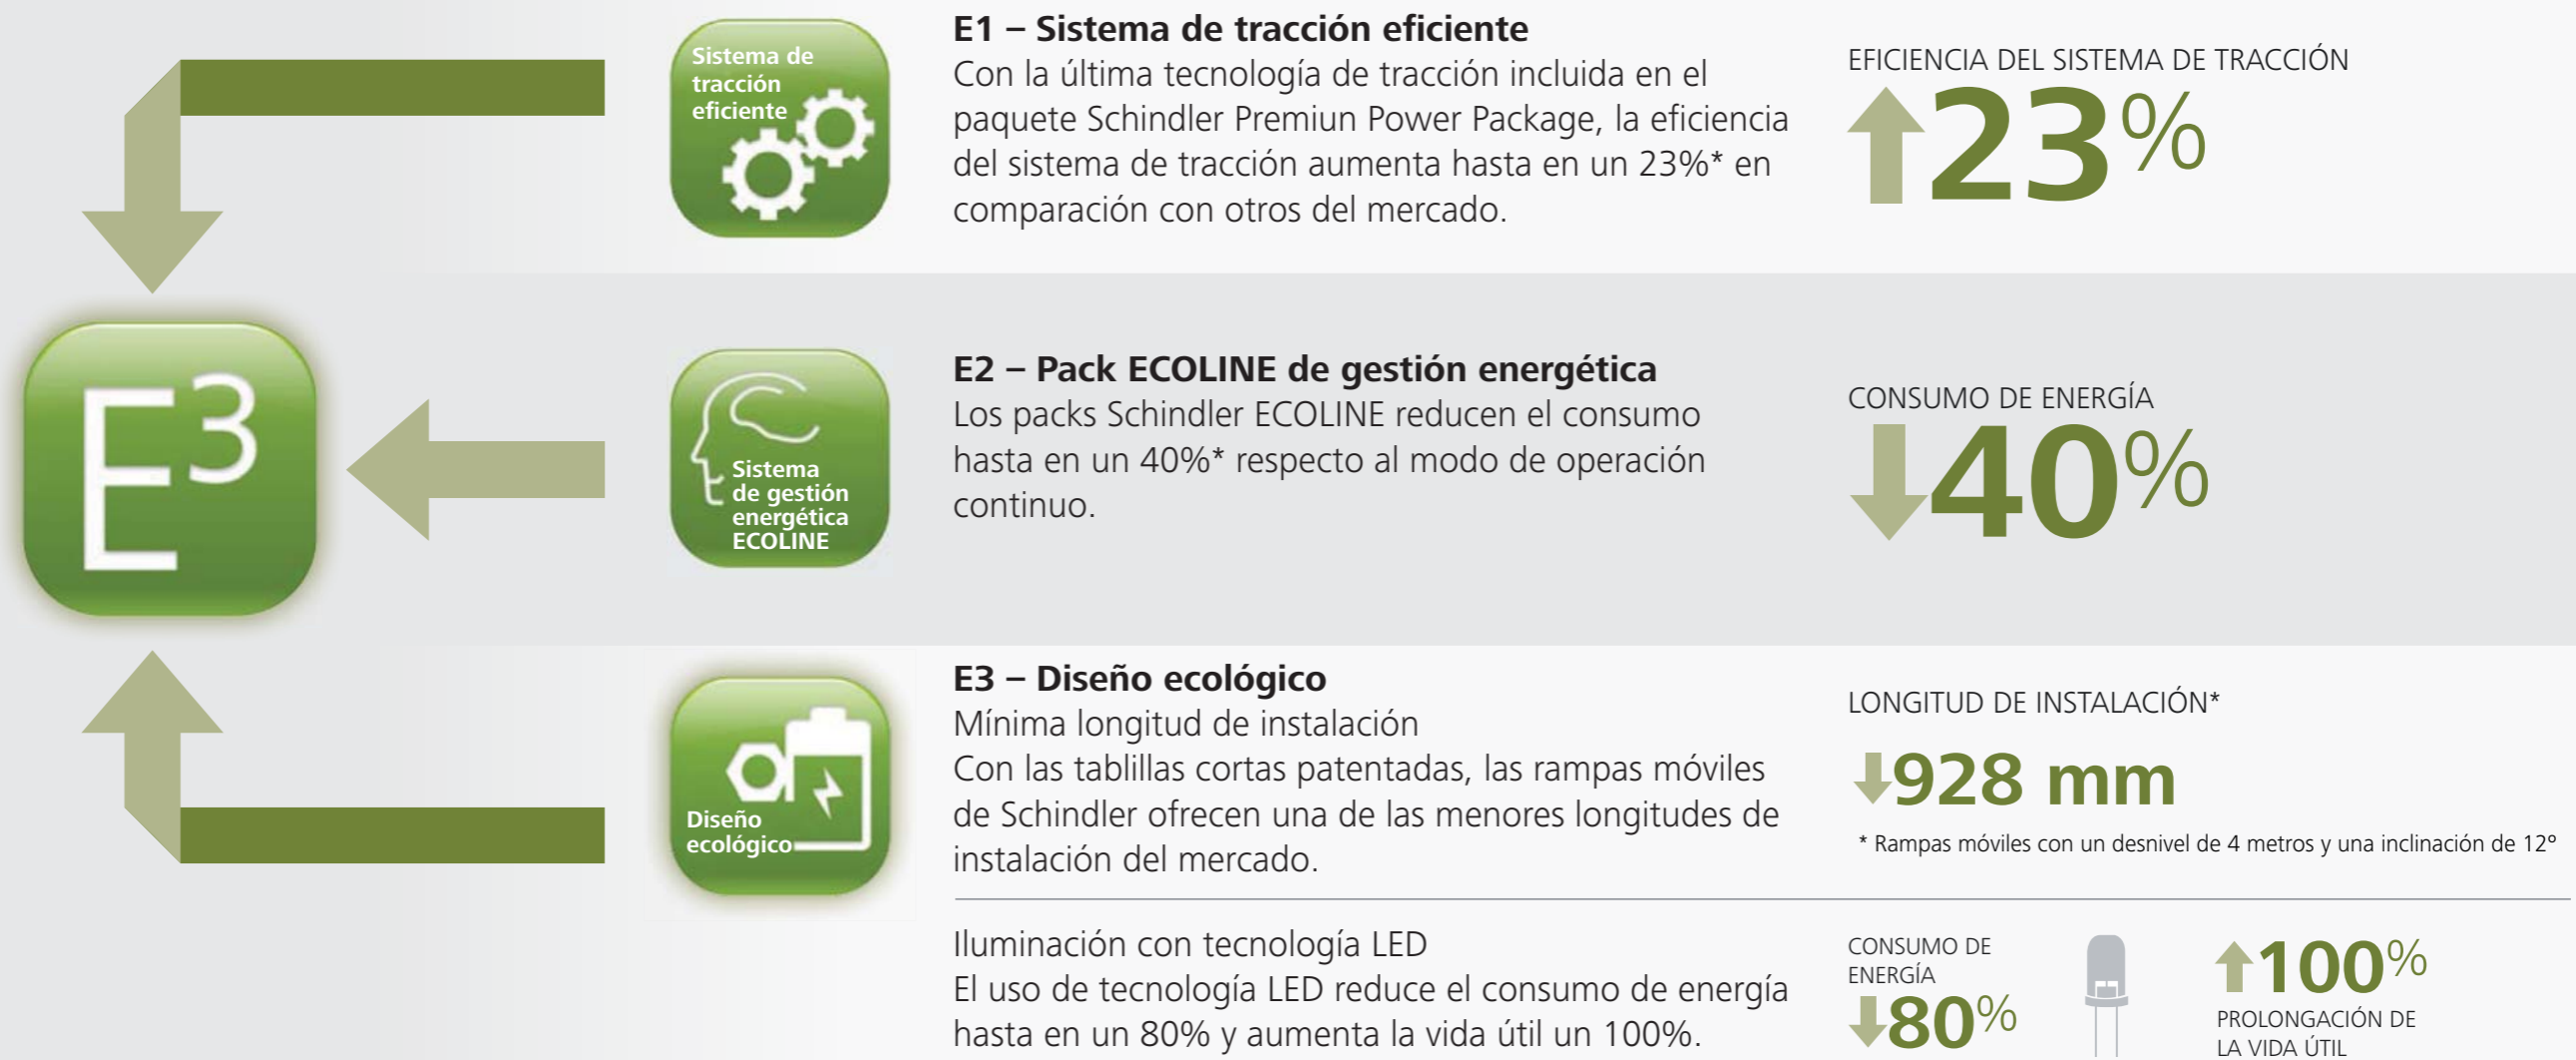 Sistema de
tracción
eficiente
E1 – Sistema de tracción eficiente
Con la última tecnología de tracción incluida en el
paquete Schindler Premiun Power Package, la eficiencia
del sistema de tracción aumenta hasta en un 23%* en
comparación con otros del mercado.
EFICIENCIA DEL SISTEMA DE TRACCIÓN
23%
E³
Sistema
de gestión
energética
ECOLINE
E2 – Pack ECOLINE de gestión energética
Los packs Schindler ECOLINE reducen el consumo
hasta en un 40%* respecto al modo de operación
continuo.
CONSUMO DE ENERGÍA
40%
Diseño
ecológico
E3 – Diseño ecológico
Mínima longitud de instalación
Con las tablillas cortas patentadas, las rampas móviles
de Schindler ofrecen una de las menores longitudes de
instalación del mercado.
LONGITUD DE INSTALACIÓN*
928 mm
* Rampas móviles con un desnivel de 4 metros y una inclinación de 12º
Iluminación con tecnología LED
El uso de tecnología LED reduce el consumo de energía
hasta en un 80% y aumenta la vida útil un 100%.
CONSUMO DE
ENERGÍA
80%
100%
PROLONGACIÓN DE
LA VIDA ÚTIL